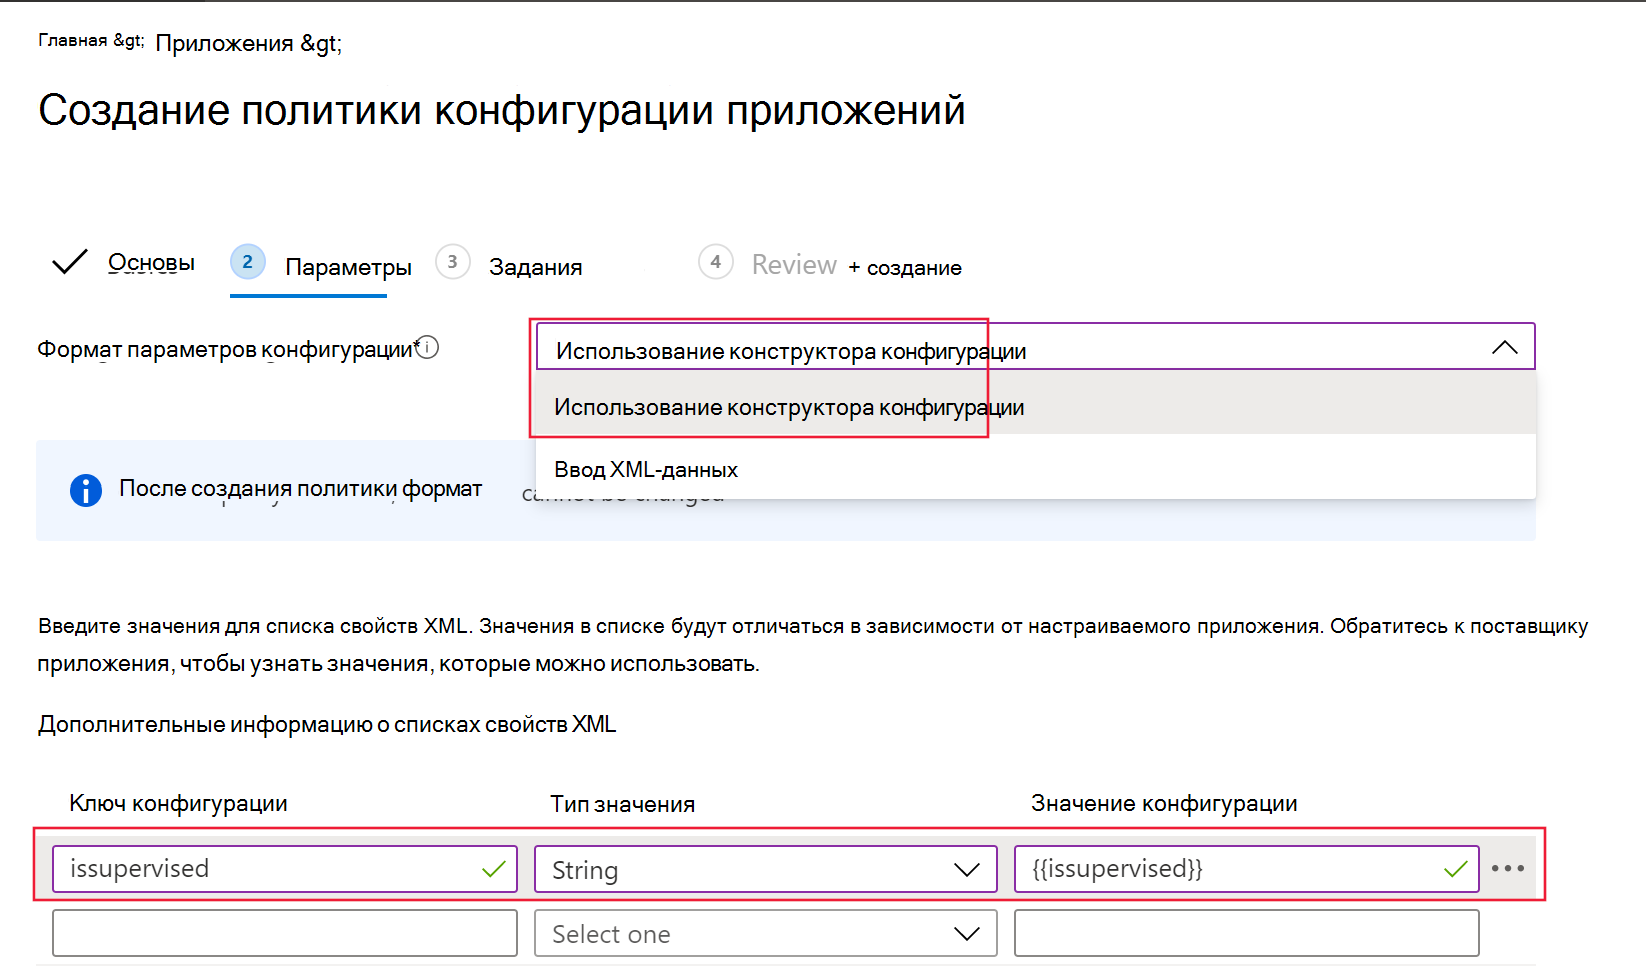 Главная &gt; Приложения &gt;
Создание политики конфигурации приложений
Основы 2 Параметры 3 Задания 4 Review + создание
Формат параметров конфигурации*
Использование конструктора конфигурации
Использование конструктора конфигурации
Ввод XML-данных
После создания политики формат cannot be changed
Введите значения для списка свойств XML. Значения в списке будут отличаться в зависимости от настраиваемого приложения. Обратитесь к поставщику
приложения, чтобы узнать значения, которые можно использовать.
Дополнительные информацию о списках свойств XML
Ключ конфигурации Тип значения Значение конфигурации
issupervised String {{issupervised}}
Select one